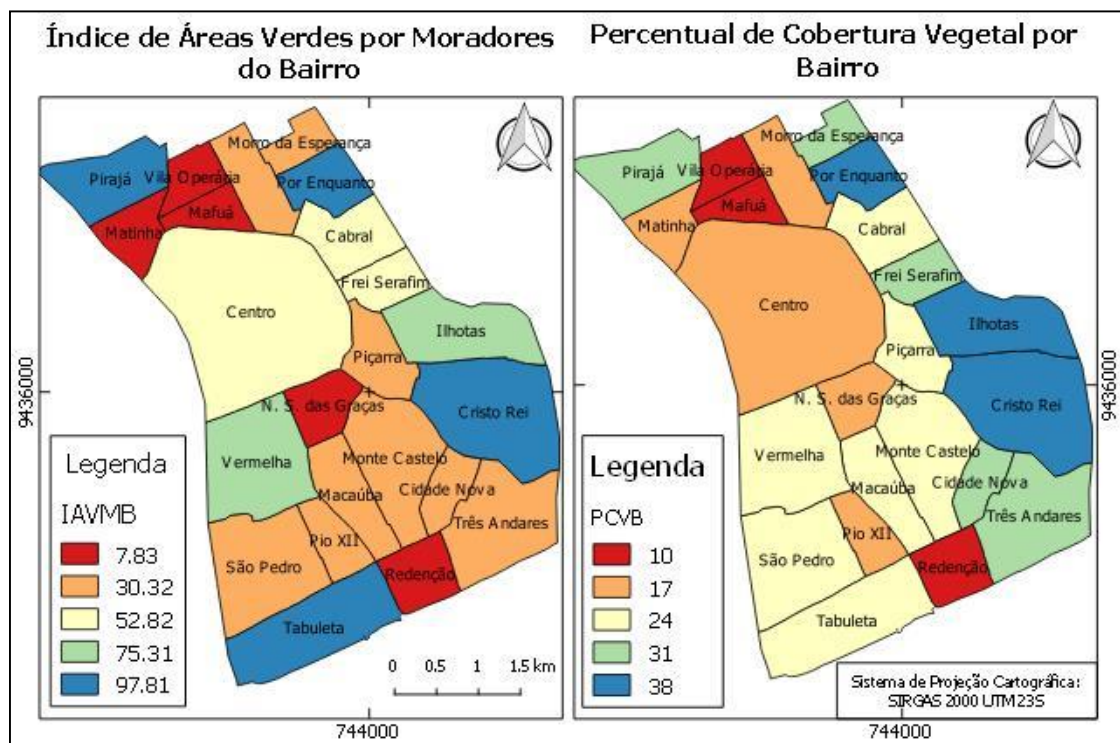 Índice de Áreas Verdes por Moradores
do Bairro
Morro da Esperança
Pirajá
Vila Operária
Por Enquanto
Mafuá
Matinha
Cabral
Frei Serafim
Centro
Ilhotas
Piçarra
N. S. das Graças
Cristo Rei
Vermelha
Monte Castelo
Macaúba
Cidade Nova
Três Andares
Pio XII
São Pedro
Redenção
Tabuleta
Legenda
IAVMB
7.83
30.32
52.82
75.31
97.81
0 0.5 1 1.5 km
9436000
744000
Percentual de Cobertura Vegetal por
Bairro
Morro da Esperança
Pirajá
Vila Operária
Por Enquanto
Mafuá
Matinha
Cabral
Frei Serafim
Centro
Ilhotas
Piçarra
N. S. das Graças
Cristo Rei
Vermelha
Monte Castelo
Macaúba
Cidade Nova
Três Andares
Pio XII
São Pedro
Redenção
Tabuleta
Legenda
PCVB
10
17
24
31
38
Sistema de Projeção Cartográfica:
SIRGAS 2000 UTM 23S
9436000
744000